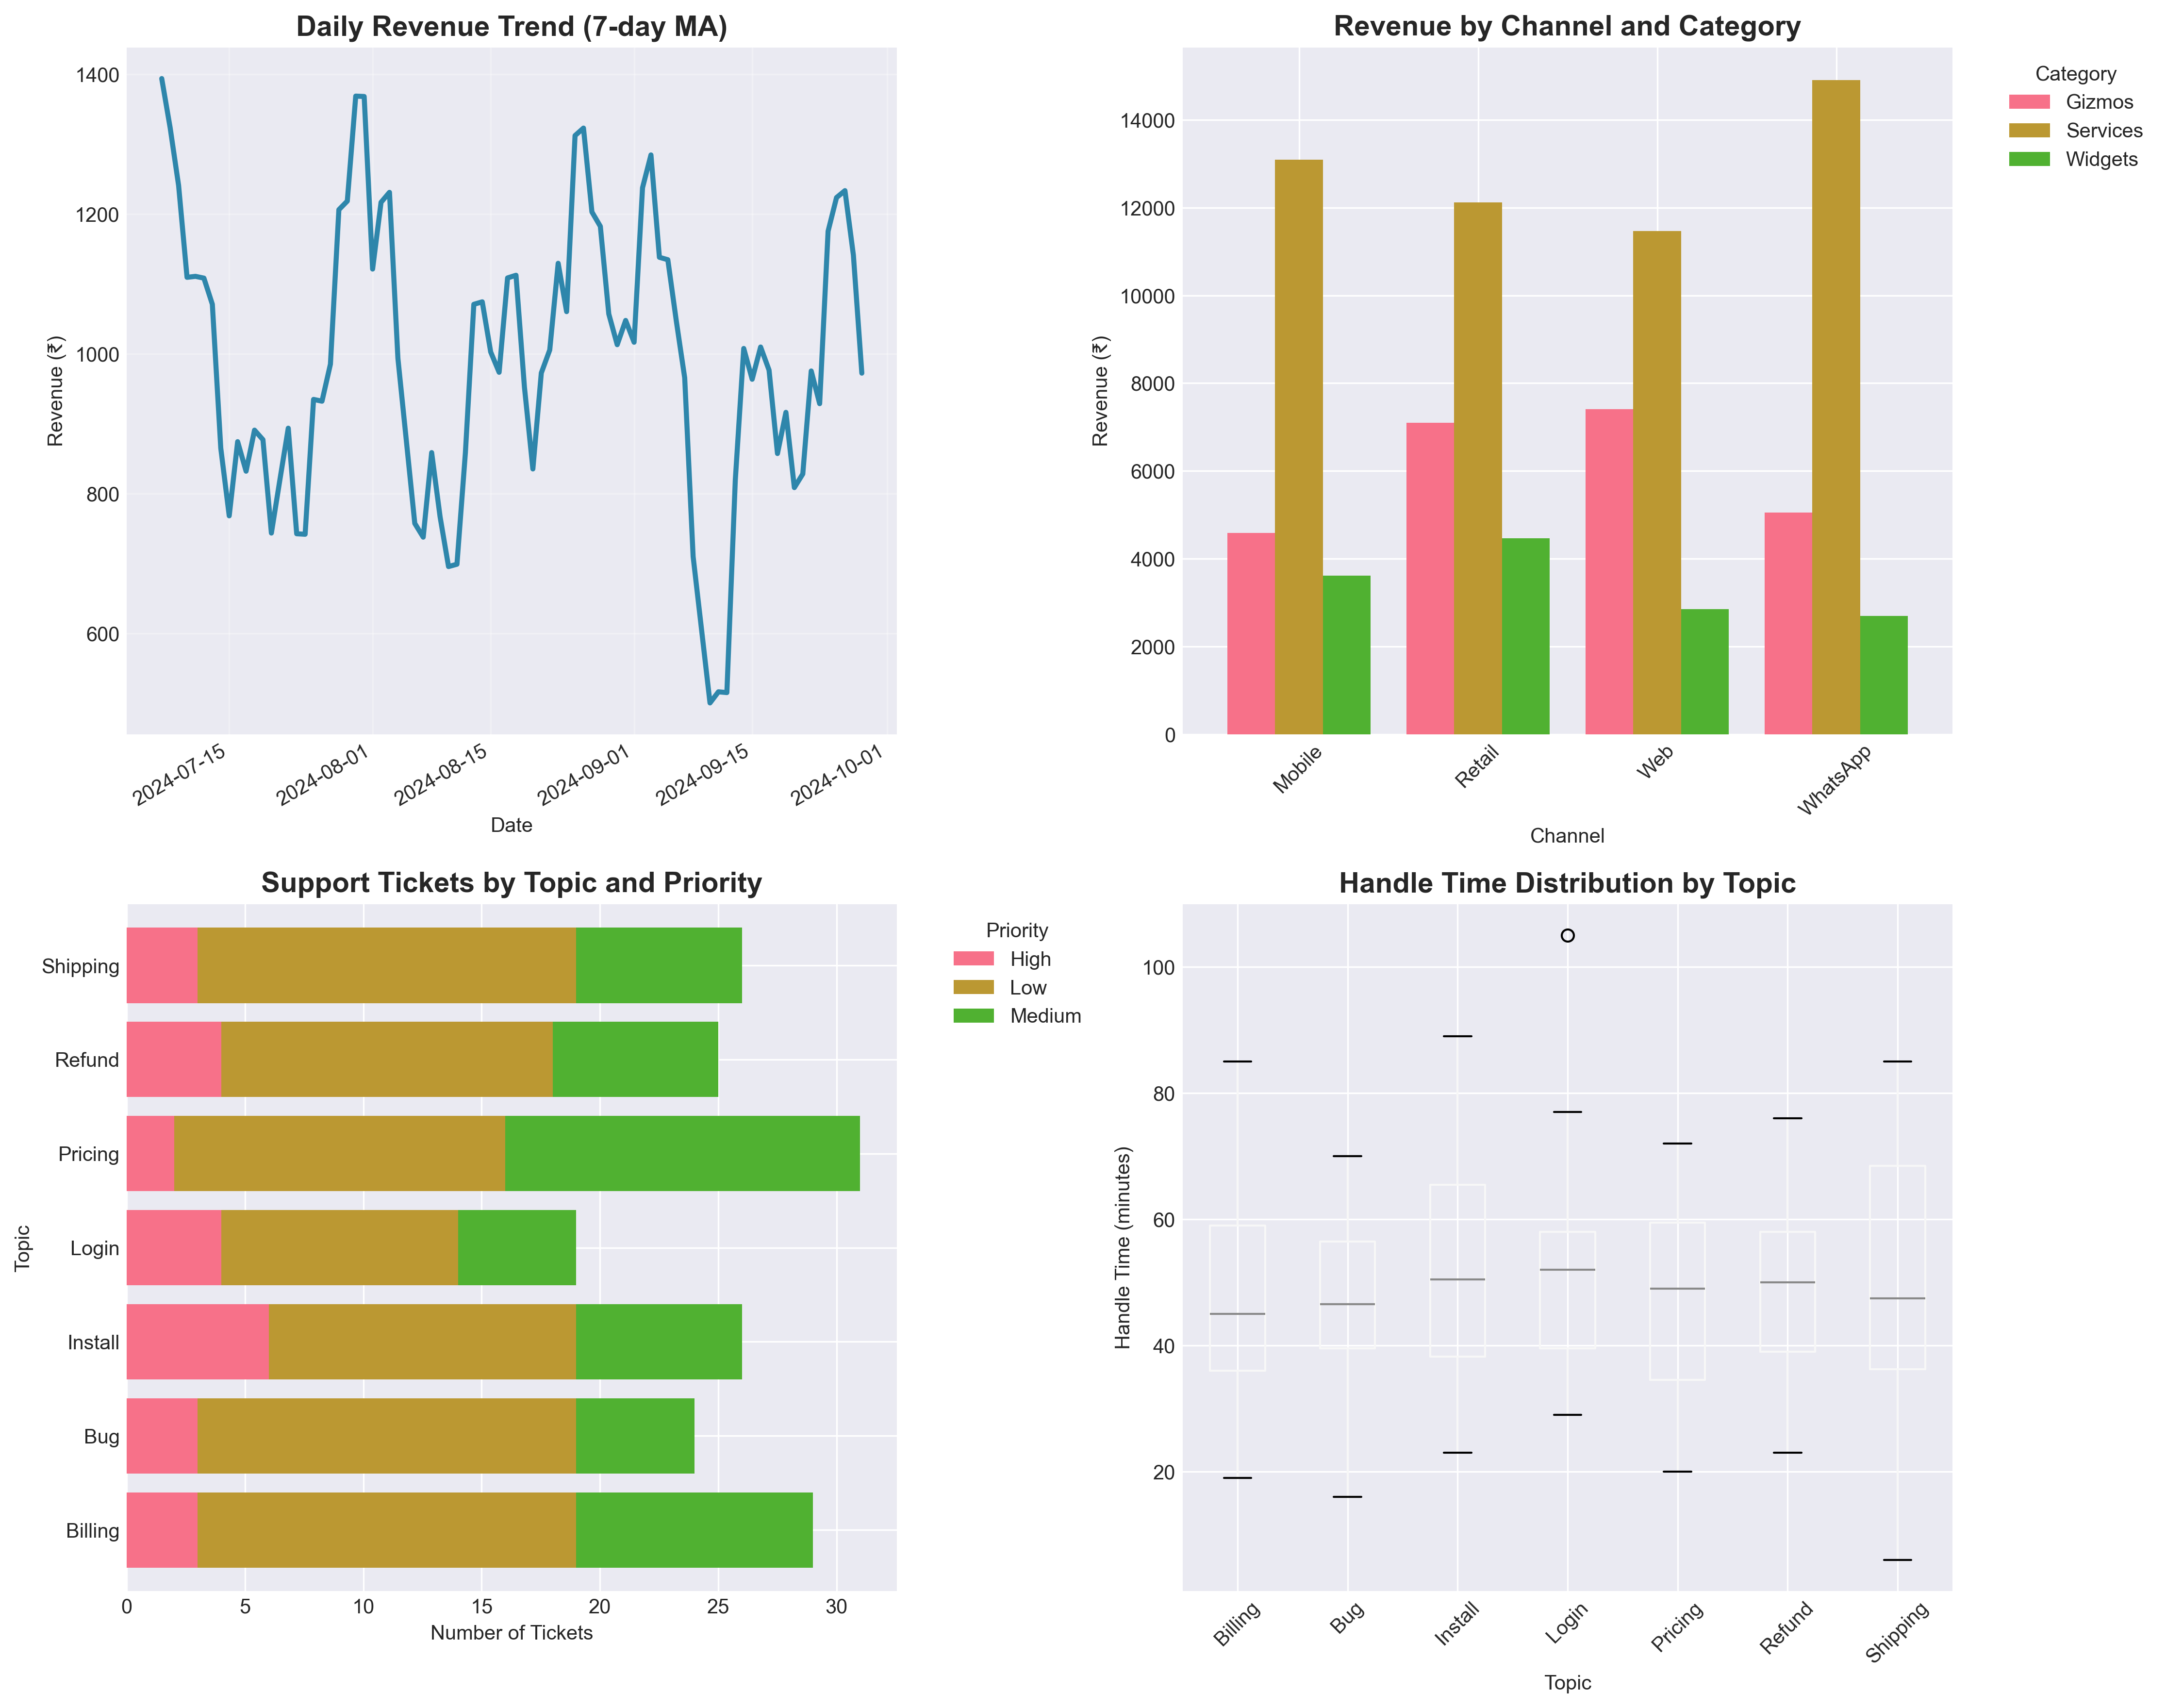 Daily Revenue Trend (7-day MA)
1400
1200
1000
800
600
Revenue (₹)
2024-07-15
2024-08-01
2024-08-15
2024-09-01
2024-09-15
2024-10-01
Date
Revenue by Channel and Category
14000
12000
10000
8000
6000
4000
2000
0
Revenue (₹)
Mobile
Retail
Web
WhatsApp
Channel
Category
Gizmos
Services
Widgets
Support Tickets by Topic and Priority
Shipping
Refund
Pricing
Login
Install
Bug
Billing
Topic
0
5
10
15
20
25
30
Number of Tickets
Priority
High
Low
Medium
Handle Time Distribution by Topic
100
80
60
40
20
Handle Time (minutes)
Billing
Bug
Install
Login
Pricing
Refund
Shipping
Topic